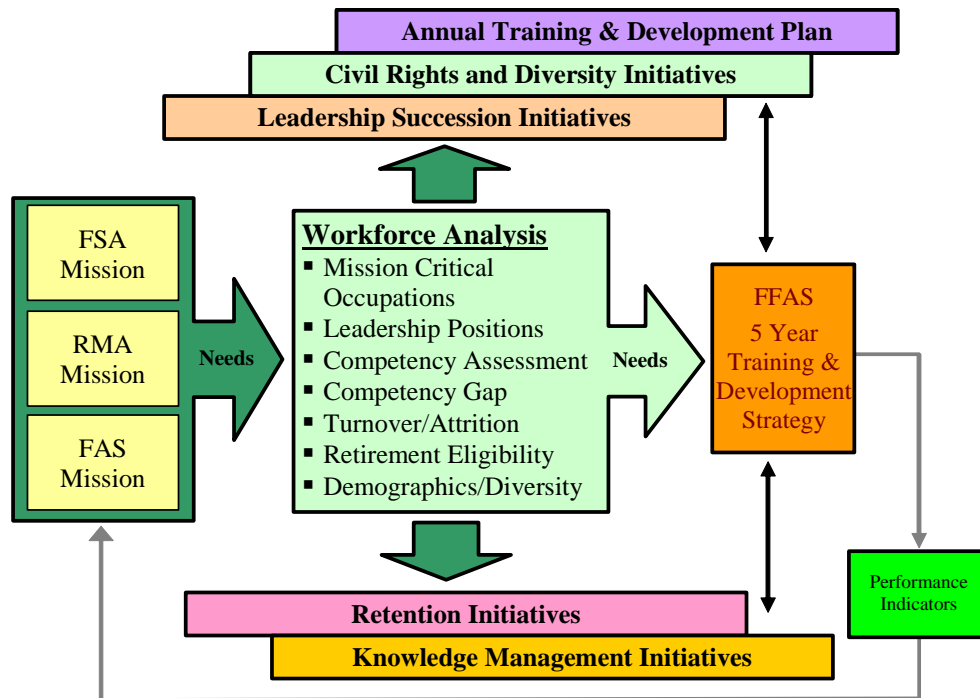 Annual Training & Development Plan
Civil Rights and Diversity Initiatives
Leadership Succession Initiatives
FSA
Mission
RMA
Mission
FAS
Mission
Needs
Workforce Analysis
▪ Mission Critical
Occupations
▪ Leadership Positions
▪ Competency Assessment
▪ Competency Gap
▪ Turnover/Attrition
▪ Retirement Eligibility
▪ Demographics/Diversity
Needs
FFAS
5 Year
Training &
Development
Strategy
Performance
Indicators
Retention Initiatives
Knowledge Management Initiatives